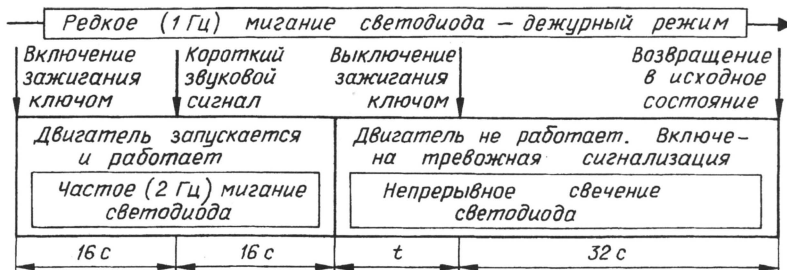 Редкое (1 Гц) мигание светодиода — дежурный режим
Включение
зажигания
ключом
Короткий
звуковой
сигнал
Выключение
зажигания
ключом
Возвращение
в исходное
состояние
Двигатель запускается
и работает
Частое (2 Гц) мигание
светодиода
Двигатель не работает. Включе-
на тревожная сигнализация
Непрерывное свечение
светодиода
16 с
16 с
t
32 с